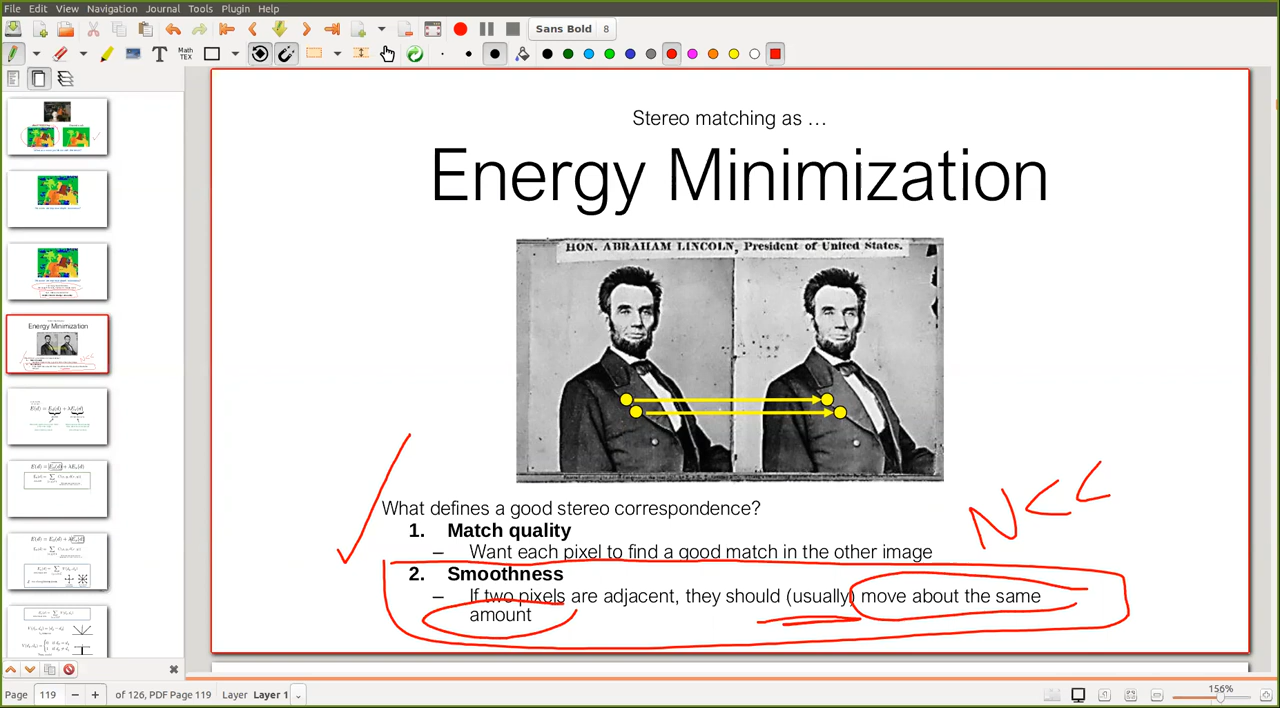 File Edit View Navigation Journal Tools Plugin Help
Sans Bold 8
Math
TEX
Stereo matching as …
Energy Minimization
HON. ABRAHAM LINCOLN, President of United States.
What defines a good stereo correspondence?
1. Match quality
– Want each pixel to find a good match in the other image
2. Smoothness
– If two pixels are adjacent, they should (usually) move about the same
amount
NCC
Energy Minimization
Page 119 − + of 126, PDF Page 119 Layer Layer 1
156%